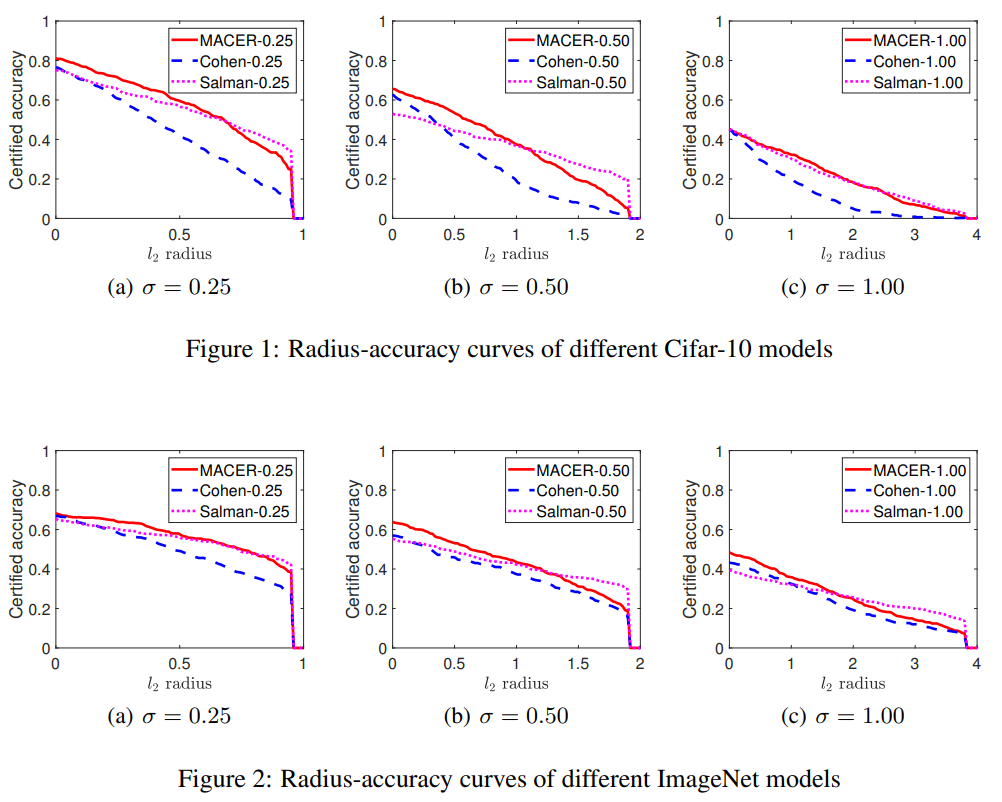 1
0.8
0.6
0.4
0.2
0
Certified accuracy
MACER-0.25
Cohen-0.25
Salman-0.25
0 0.5 1
l2 radius
(a) σ = 0.25
1
0.8
0.6
0.4
0.2
0
Certified accuracy
MACER-0.50
Cohen-0.50
Salman-0.50
0 0.5 1 1.5 2
l2 radius
(b) σ = 0.50
1
0.8
0.6
0.4
0.2
0
Certified accuracy
MACER-1.00
Cohen-1.00
Salman-1.00
0 1 2 3 4
l2 radius
(c) σ = 1.00
Figure 1: Radius-accuracy curves of different Cifar-10 models
1
0.8
0.6
0.4
0.2
0
Certified accuracy
MACER-0.25
Cohen-0.25
Salman-0.25
0 0.5 1
l2 radius
(a) σ = 0.25
1
0.8
0.6
0.4
0.2
0
Certified accuracy
MACER-0.50
Cohen-0.50
Salman-0.50
0 0.5 1 1.5 2
l2 radius
(b) σ = 0.50
1
0.8
0.6
0.4
0.2
0
Certified accuracy
MACER-1.00
Cohen-1.00
Salman-1.00
0 1 2 3 4
l2 radius
(c) σ = 1.00
Figure 2: Radius-accuracy curves of different ImageNet models